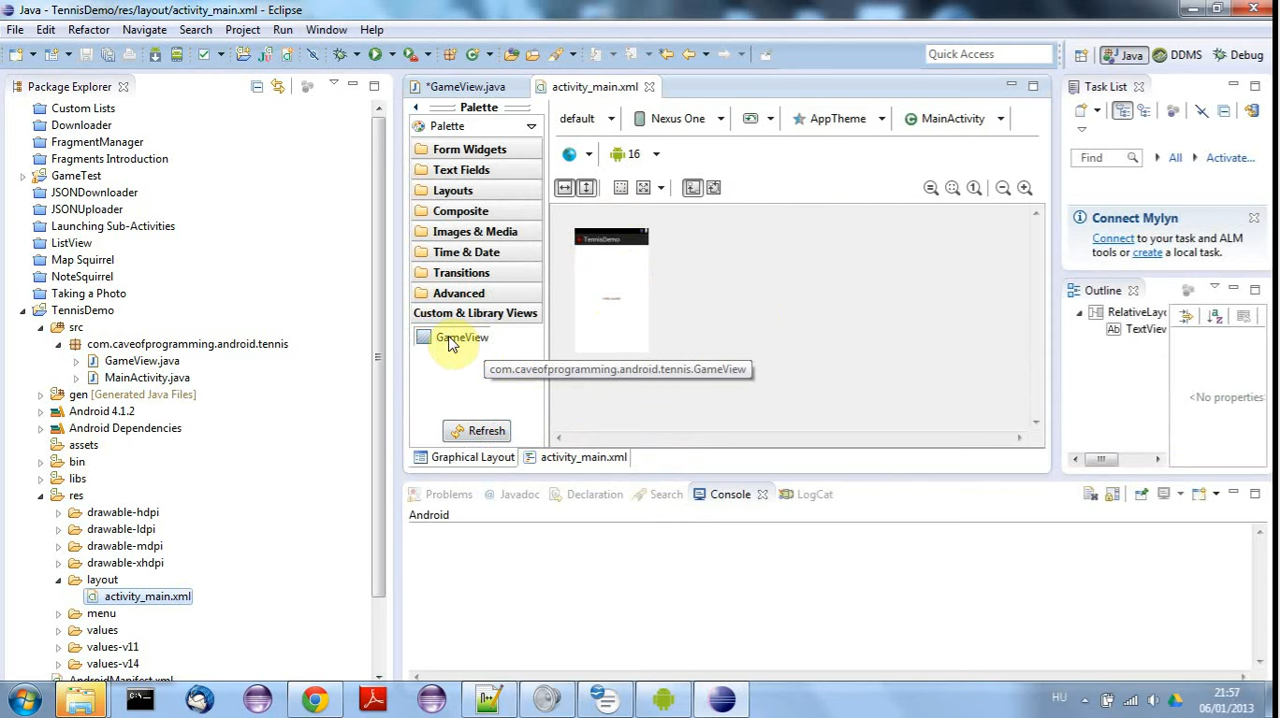 Java - TennisDemo/res/layout/activity_main.xml - Eclipse
File Edit Refactor Navigate Search Project Run Window Help
Quick Access
Java
DDMS
Debug
Package Explorer
Custom Lists
Downloader
FragmentManager
Fragments Introduction
GameTest
JSONDownloader
JSONUploader
Launching Sub-Activities
ListView
Map Squirrel
NoteSquirrel
Taking a Photo
TennisDemo
src
com.caveofprogramming.android.tennis
GameView.java
MainActivity.java
gen [Generated Java Files]
Android 4.1.2
Android Dependencies
assets
bin
libs
res
drawable-hdpi
drawable-ldpi
drawable-mdpi
drawable-xhdpi
layout
activity_main.xml
menu
values
values-v11
values-v14
AndroidManifest.xml
*GameView.java
activity_main.xml
Palette
Palette
Form Widgets
Text Fields
Layouts
Composite
Images & Media
Time & Date
Transitions
Advanced
Custom & Library Views
GameView
Refresh
default
Nexus One
AppTheme
MainActivity
16
TennisDemo
com.caveofprogramming.android.tennis.GameView
Graphical Layout
activity_main.xml
Task List
Find
All
Activate...
Connect Mylyn
Connect to your task and ALM
tools or create a local task.
Outline
RelativeLayo
TextView
<No properties
Problems
Javadoc
Declaration
Search
Console
LogCat
Android
HU
21:57
06/01/2013